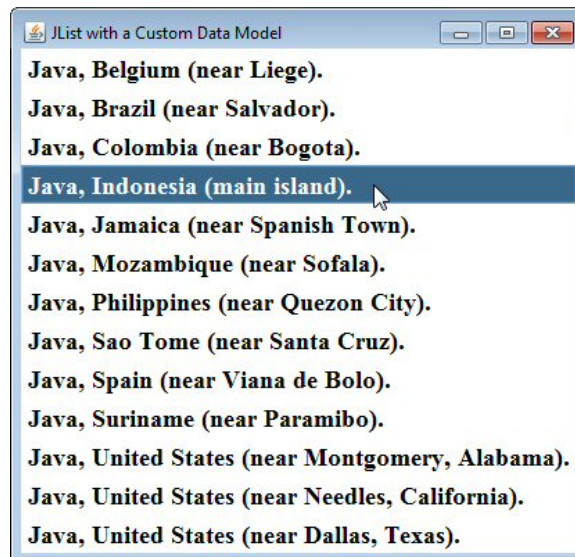 JList with a Custom Data Model
Java, Belgium (near Liege).
Java, Brazil (near Salvador).
Java, Colombia (near Bogota).
Java, Indonesia (main island).
Java, Jamaica (near Spanish Town).
Java, Mozambique (near Sofala).
Java, Philippines (near Quezon City).
Java, Sao Tome (near Santa Cruz).
Java, Spain (near Viana de Bolo).
Java, Suriname (near Paramibo).
Java, United States (near Montgomery, Alabama).
Java, United States (near Needles, California).
Java, United States (near Dallas, Texas).